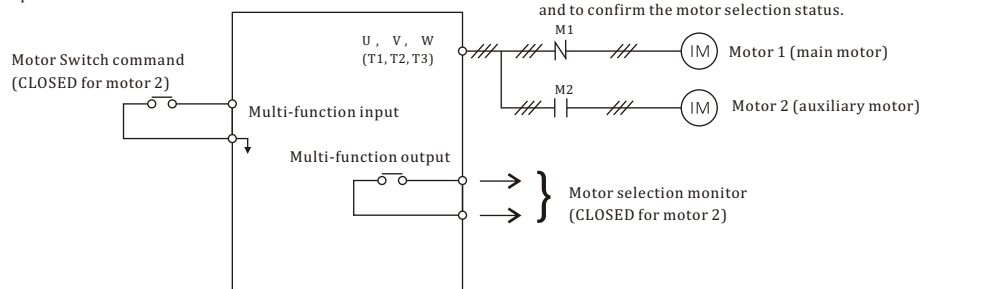 and to confirm the motor selection status.
U , V , W
(T1, T2, T3)
M1
IM
Motor 1 (main motor)
Motor Switch command
(CLOSED for motor 2)
M2
IM
Motor 2 (auxiliary motor)
Multi-function input
Multi-function output
Motor selection monitor
(CLOSED for motor 2)